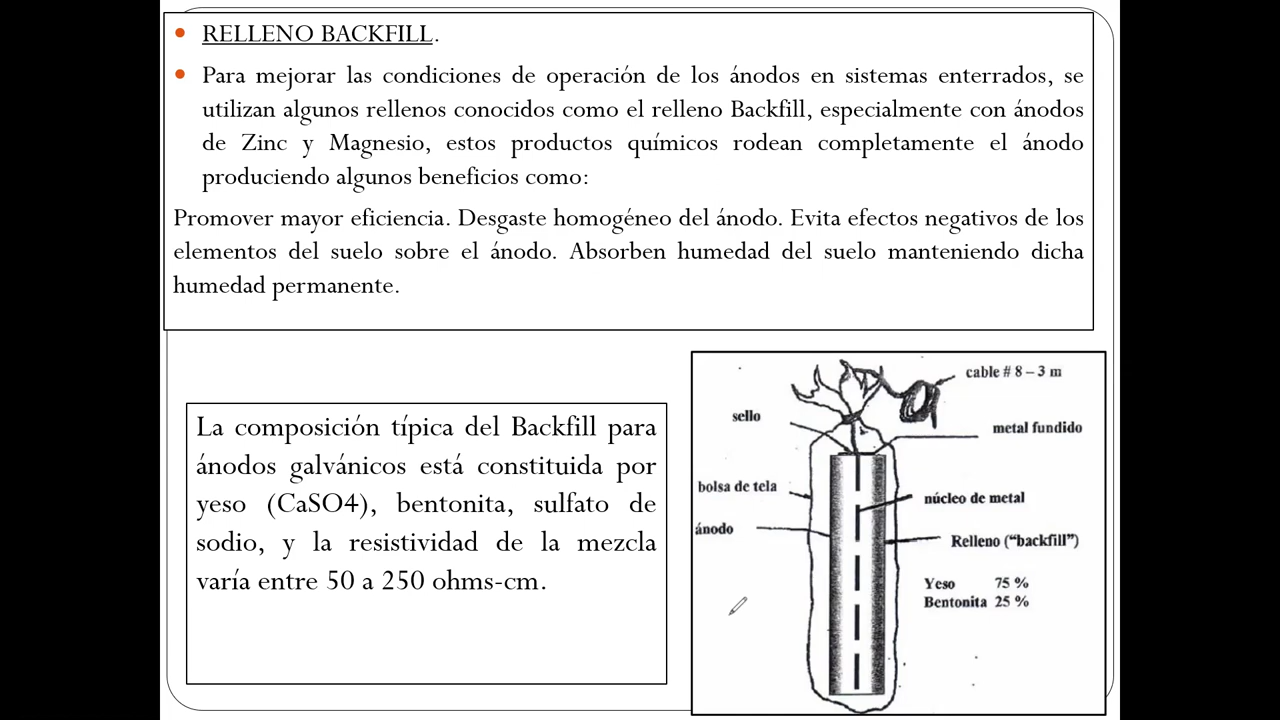 RELLENO BACKFILL.
Para mejorar las condiciones de operación de los ánodos en sistemas enterrados, se
utilizan algunos rellenos conocidos como el relleno Backfill, especialmente con ánodos
de Zinc y Magnesio, estos productos químicos rodean completamente el ánodo
produciendo algunos beneficios como:
Promover mayor eficiencia. Desgaste homogéneo del ánodo. Evita efectos negativos de los
elementos del suelo sobre el ánodo. Absorben humedad del suelo manteniendo dicha
humedad permanente.
La composición típica del Backfill para
ánodos galvánicos está constituida por
yeso (CaSO4), bentonita, sulfato de
sodio, y la resistividad de la mezcla
varía entre 50 a 250 ohms-cm.
cable # 8 – 3 m
sello
metal fundido
bolsa de tela
núcleo de metal
ánodo
Relleno (“backfill”)
Yeso 75 %
Bentonita 25 %